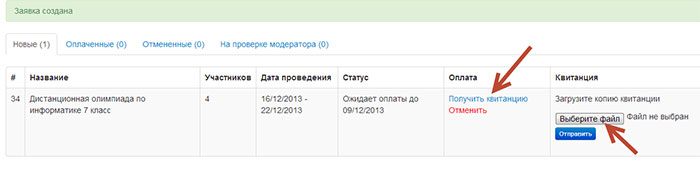 Заявка создана
Новые (1) Оплаченные (0) Отмененные (0) На проверке модератора (0)
# Название Участников Дата проведения Статус Оплата Квитанция
34 Дистанционная олимпиада по информатике 7 класс 4 16/12/2013 - 22/12/2013 Ожидает оплаты до 09/12/2013 Получить квитанцию Загрузите копию квитанции
Отменить
Выберите файл Файл не выбран
Отправить